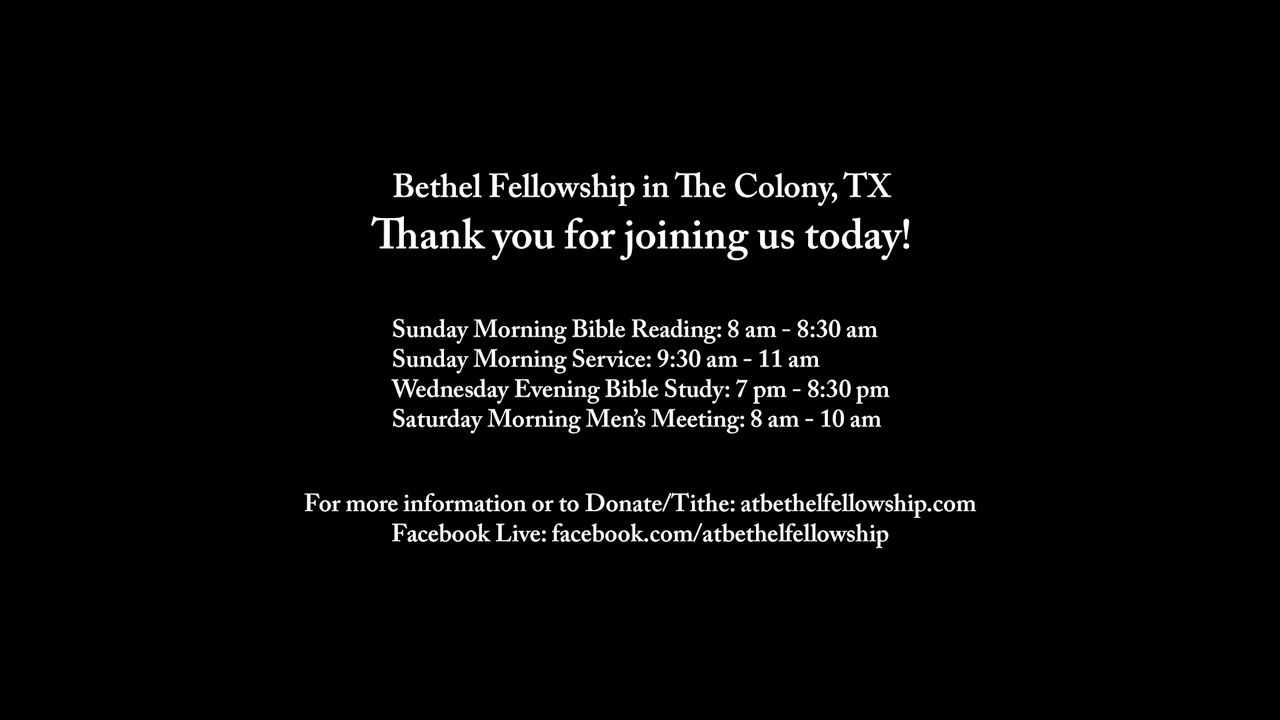 Bethel Fellowship in The Colony, TX
Thank you for joining us today!
Sunday Morning Bible Reading: 8 am - 8:30 am
Sunday Morning Service: 9:30 am - 11 am
Wednesday Evening Bible Study: 7 pm - 8:30 pm
Saturday Morning Men's Meeting: 8 am - 10 am
For more information or to Donate/Tithe: atbethelfellowship.com
Facebook Live: facebook.com/atbethelfellowship